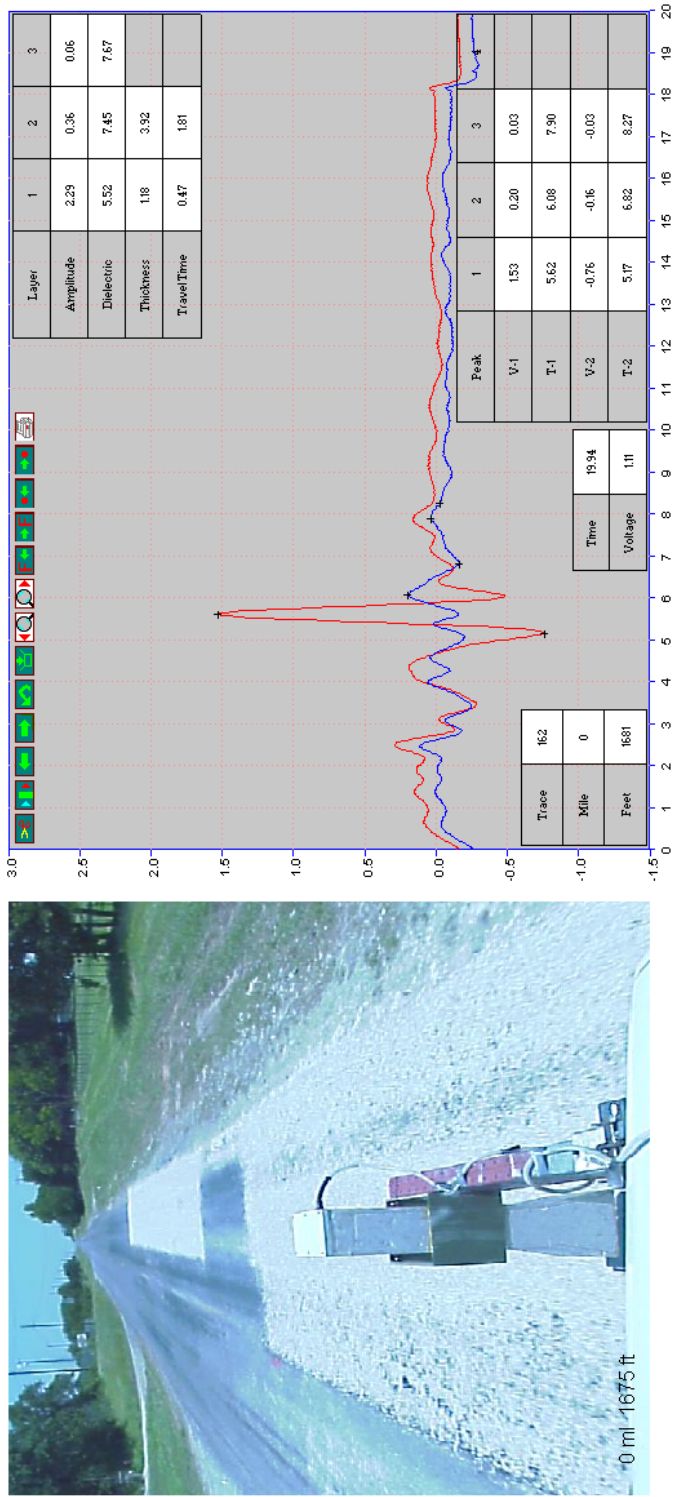 Layer 1 2 3
Amplitude 2.29 0.36 0.06
Dielectric 5.52 7.45 7.67
Thickness 1.18 3.92
Travel Time 0.47 1.81
3.0
2.5
2.0
1.5
1.0
0.5
0.0
-0.5
-1.0
-1.5
0 1 2 3 4 5 6 7 8 9 10 11 12 13 14 15 16 17 18 19 20
F F
Trace 162
Mile 0
Feet 1681
Time 19.94
Voltage 1.11
Peak 1 2 3
V-1 1.53 0.20 0.03
T-1 5.62 6.08 7.90
V-2 -0.76 -0.16 -0.03
T-2 5.17 6.82 8.27
0 ml 1675 ft